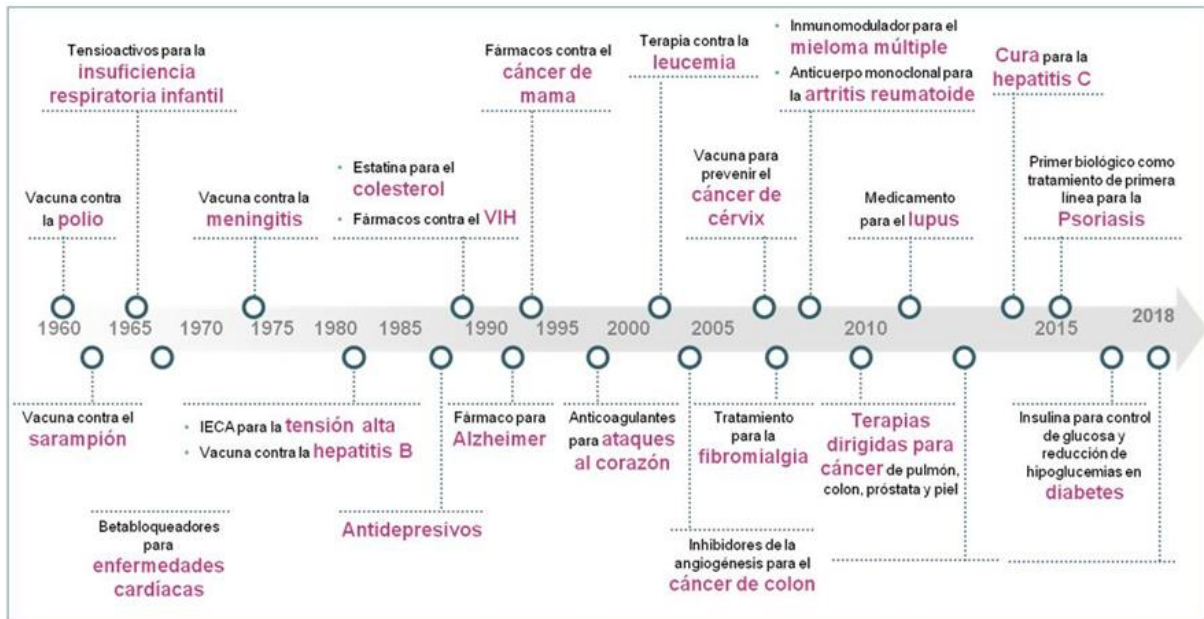 Tensioactivos para la
insuficiencia
respiratoria infantil
Fármacos contra el
cáncer de
mama
Terapia contra la
leucemia
• Inmunomodulador para el
mieloma múltiple
• Anticuerpo monoclonal para
la artritis reumatoide
Cura para la
hepatitis C
Vacuna contra
la polio
Vacuna contra la
meningitis
• Estatina para el
colesterol
• Fármacos contra el VIH
Vacuna para
prevenir el
cáncer de
cérvix
Medicamento
para el lupus
Primer biológico como
tratamiento de primera
línea para la
Psoriasis
1960 1965 1970 1975 1980 1985 1990 1995 2000 2005 2010 2015 2018
Vacuna contra el
sarampión
• IECA para la tensión alta
• Vacuna contra la hepatitis B
Fármaco para
Alzheimer
Anticoagulantes
para ataques
al corazón
Tratamiento
para la
fibromialgia
Terapias
dirigidas para
cáncer de pulmón,
colon, próstata y piel
Insulina para control
de glucosa y
reducción de
hipoglucemias en
diabetes
Betabloqueadores
para
enfermedades
cardíacas
Antidepresivos
Inhibidores de la
angiogénesis para el
cáncer de colon